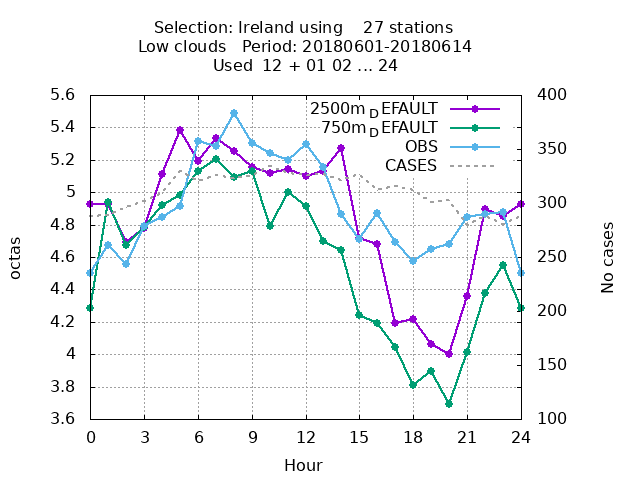 Selection: Ireland using 27 stations
Low clouds Period: 20180601-20180614
Used 12 + 01 02 ... 24
2500m_DEFAULT
750m_DEFAULT
OBS
CASES
5.6
5.4
5.2
5
4.8
4.6
4.4
4.2
4
3.8
3.6
400
350
300
250
200
150
100
octas
No cases
0 3 6 9 12 15 18 21 24
Hour